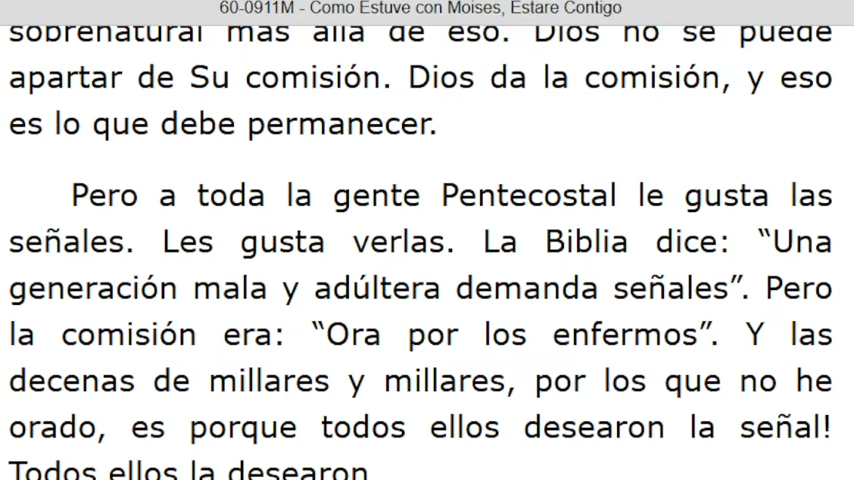 60-0911M - Como Estuve con Moises, Estare Contigo
sobrenatural más allá de eso. Dios no se puede
apartar de Su comisión. Dios da la comisión, y eso
es lo que debe permanecer.
Pero a toda la gente Pentecostal le gusta las
señales. Les gusta verlas. La Biblia dice: “Una
generación mala y adúltera demanda señales”. Pero
la comisión era: “Ora por los enfermos”. Y las
decenas de millares y millares, por los que no he
orado, es porque todos ellos desearon la señal!
Todos ellos la desearon